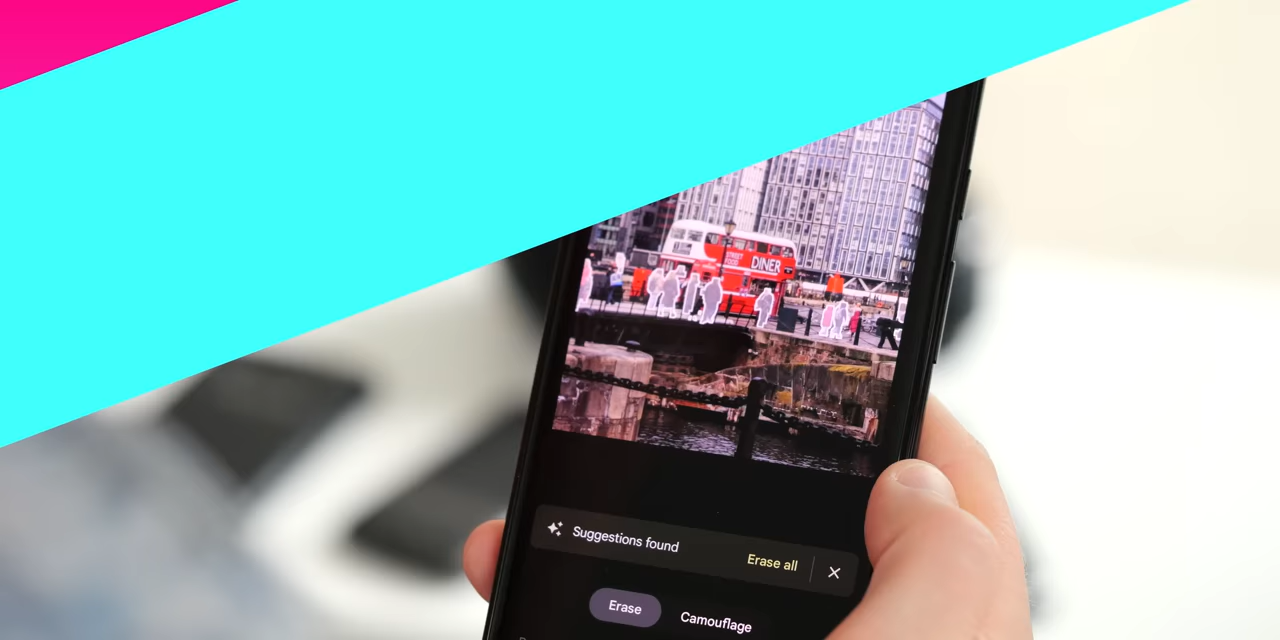 STREET
FOOD
DINER
Suggestions found
Erase all
Erase
Camouflage